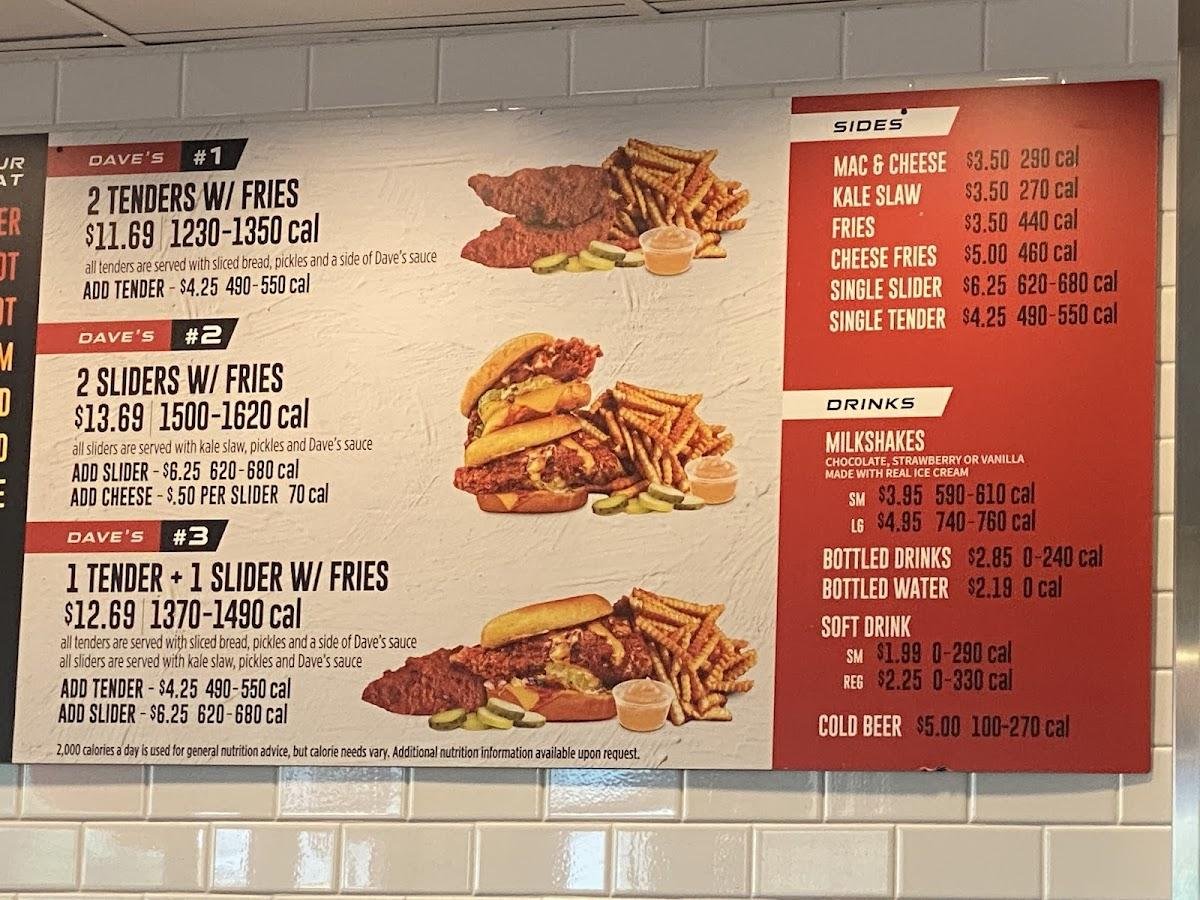 UR
AT
ER
OT
OT
M
D
D
E
DAVE'S #1
2 TENDERS W/ FRIES
$11.69 | 1230-1350 cal
all tenders are served with sliced bread, pickles and a side of Dave's sauce
ADD TENDER - $4.25 490-550 cal
DAVE'S #2
2 SLIDERS W/ FRIES
$13.69 | 1500-1620 cal
all sliders are served with kale slaw, pickles and Dave's sauce
ADD SLIDER - $6.25 620-680 cal
ADD CHEESE - $.50 PER SLIDER 70 cal
DAVE'S #3
1 TENDER + 1 SLIDER W/ FRIES
$12.69 | 1370-1490 cal
all tenders are served with sliced bread, pickles and a side of Dave's sauce
all sliders are served with kale slaw, pickles and Dave's sauce
ADD TENDER - $4.25 490-550 cal
ADD SLIDER - $6.25 620-680 cal
2,000 calories a day is used for general nutrition advice, but calorie needs vary. Additional nutrition information available upon request.
SIDES
MAC & CHEESE $3.50 290 cal
KALE SLAW $3.50 270 cal
FRIES $3.50 440 cal
CHEESE FRIES $5.00 460 cal
SINGLE SLIDER $6.25 620-680 cal
SINGLE TENDER $4.25 490-550 cal
DRINKS
MILKSHAKES
CHOCOLATE, STRAWBERRY OR VANILLA
MADE WITH REAL ICE CREAM
SM $3.95 590-610 cal
LG $4.95 740-760 cal
BOTTLED DRINKS $2.85 0-240 cal
BOTTLED WATER $2.19 0 cal
SOFT DRINK
SM $1.99 0-290 cal
REG $2.25 0-330 cal
COLD BEER $5.00 100-270 cal